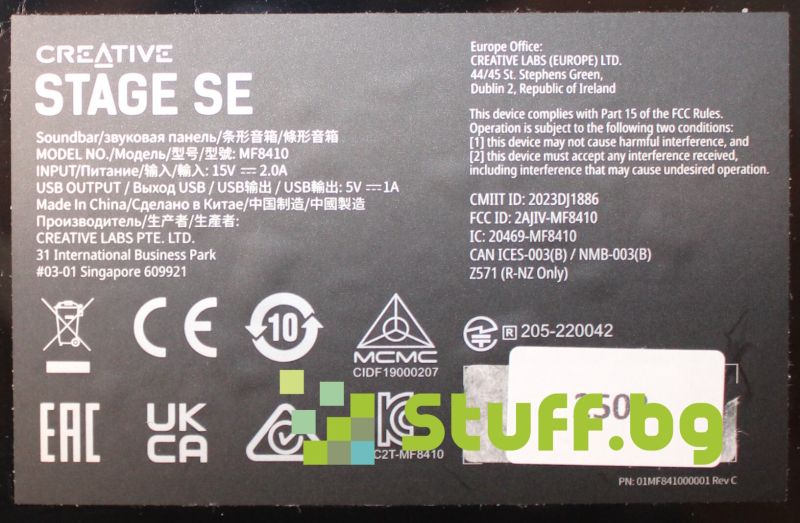 CREATIVE
STAGE SE
Soundbar/звуковая панель/条形音箱/條形音箱
MODEL NO./Модель/型号/型號: MF8410
INPUT/Питание/输入/輸入: 15V ⎓ 2.0A
USB OUTPUT / Выход USB / USB输出 / USB輸出: 5V ⎓ 1A
Made In China/Сделано в Китае/中国制造/中國製造
Производитель/生产者/生產者:
CREATIVE LABS PTE. LTD.
31 International Business Park
#03-01 Singapore 609921
Europe Office:
CREATIVE LABS (EUROPE) LTD.
44/45 St. Stephens Green,
Dublin 2, Republic of Ireland
This device complies with Part 15 of the FCC Rules.
Operation is subject to the following two conditions:
[1] this device may not cause harmful interference, and
[2] this device must accept any interference received,
including interference that may cause undesired operation.
CMIIT ID: 2023DJ1886
FCC ID: 2AJIV-MF8410
IC: 20469-MF8410
CAN ICES-003(B) / NMB-003(B)
Z571 (R-NZ Only)
CE
10
MCMC
CIDF19000207
R 205-220042
EAC
UK
CA
C2T-MF8410
Stuff.bg
PN: 01MF841000001 Rev C